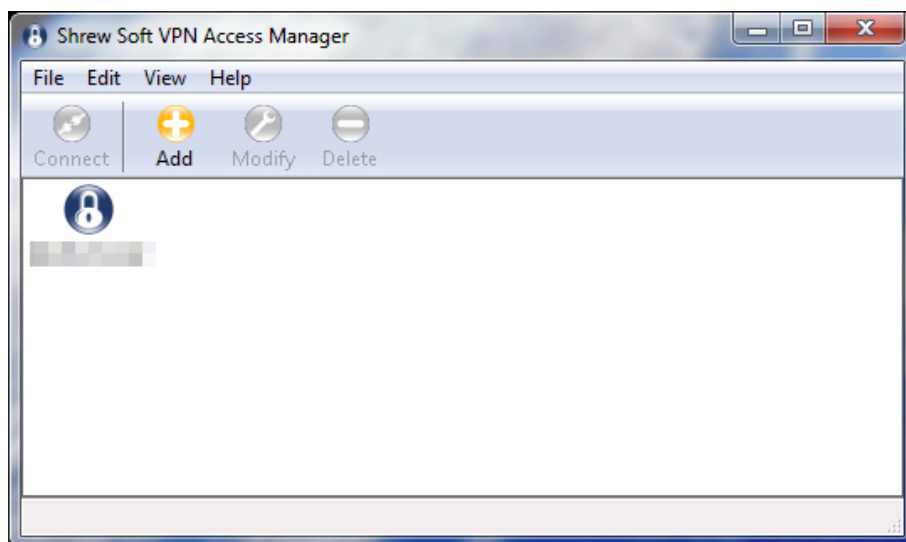 Shrew Soft VPN Access Manager
File Edit View Help
Connect Add Modify Delete